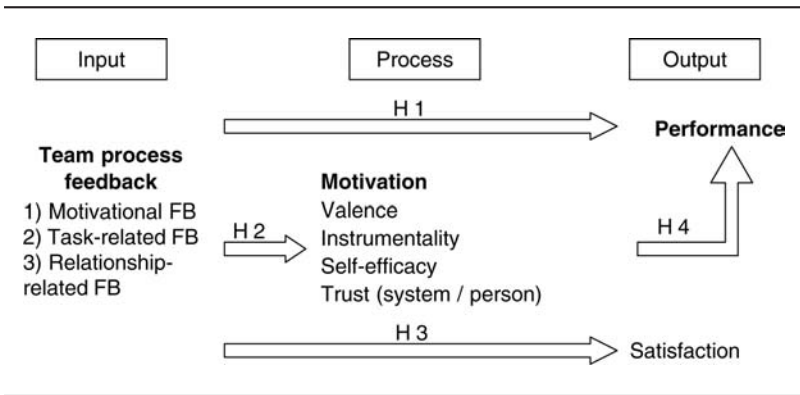 Input
Process
Output
H 1
Performance
Team process
feedback
1) Motivational FB
2) Task-related FB
3) Relationship-
related FB
H 2
Motivation
Valence
Instrumentality
Self-efficacy
Trust (system / person)
H 4
H 3
Satisfaction